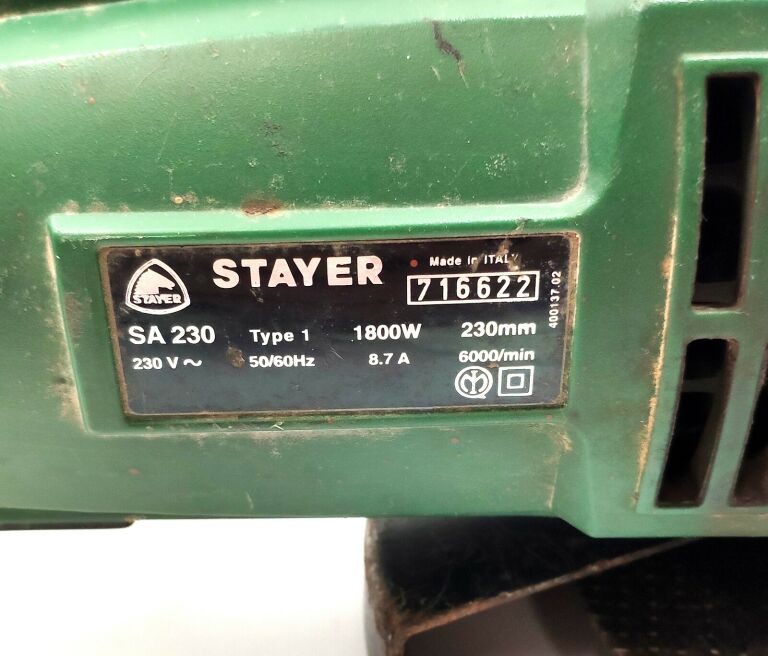 STAYER
STAYER
Made in ITALY
716622
400137.02
SA 230 Type 1 1800W 230mm
230 V ~ 50/60Hz 8.7 A 6000/min